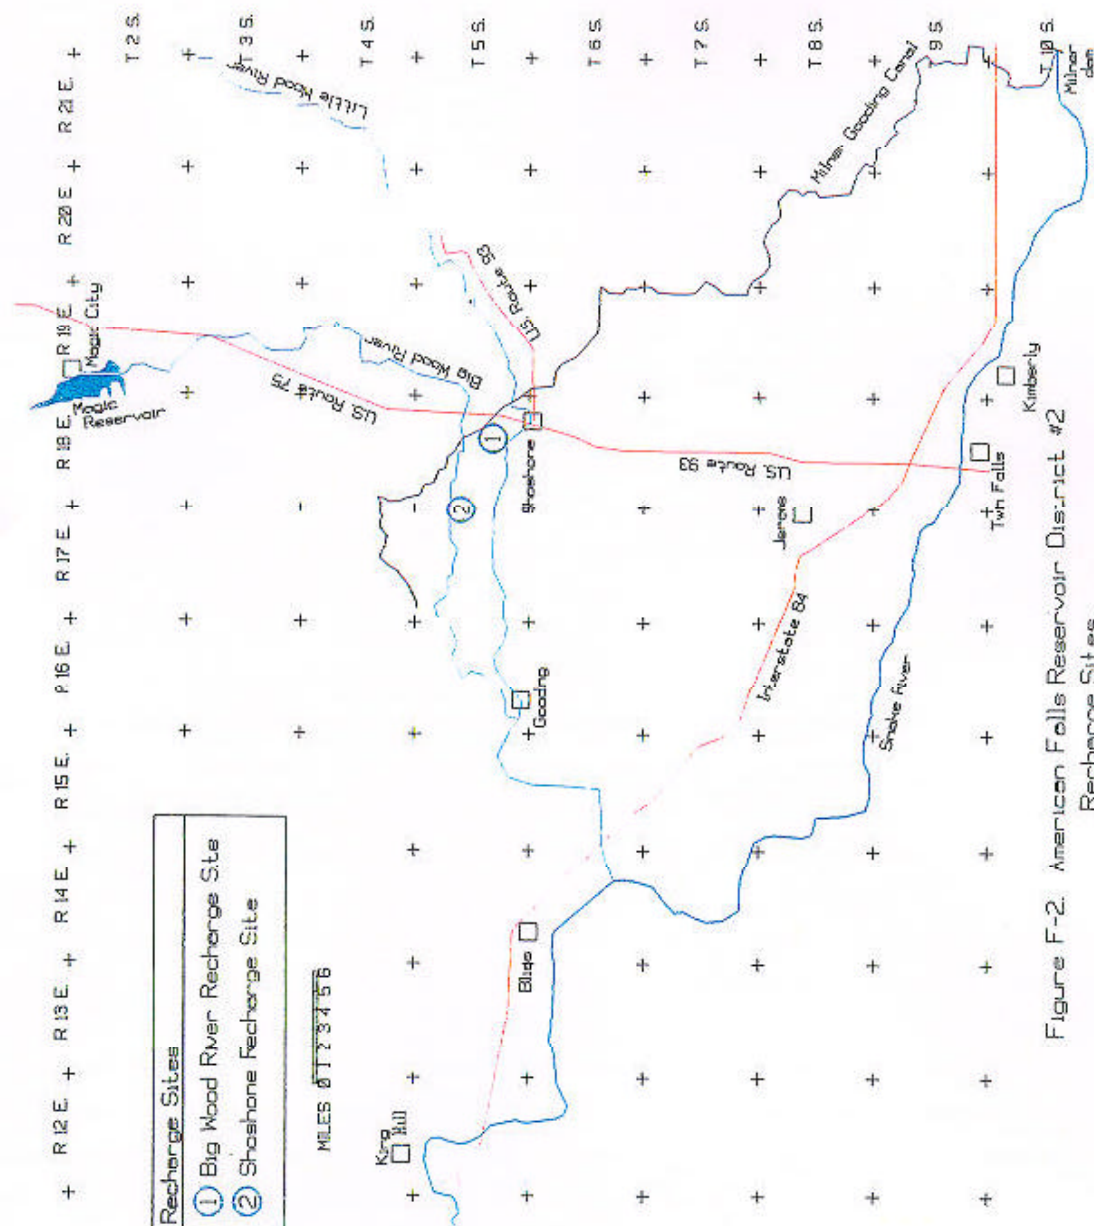 R 12 E.
R 13 E.
R 14 E.
R 15 E.
R 16 E.
R 17 E.
R 18 E.
R 19 E.
R 20 E.
R 21 E.
T 2 S.
T 3 S.
T 4 S.
T 5 S.
T 6 S.
T 7 S.
T 8 S.
9 S.
T 10 S.
Magic City
Magic
Reservoir
Little Wood River
Big Wood River
U.S. Route 75
U.S. Route 93
Milner Gooding Canal
Recharge Sites
1 Big Wood River Recharge Site
2 Shoshone Recharge Site
MILES 0 1 2 3 4 5 6
1
2
Shoshone
Gooding
King
Hill
Bliss
U.S. Route 93
Jerome
Interstate 84
Snake River
Twin Falls
Kimberly
Milner
dam
Figure F-2. American Falls Reservoir District #2
Recharge Sites